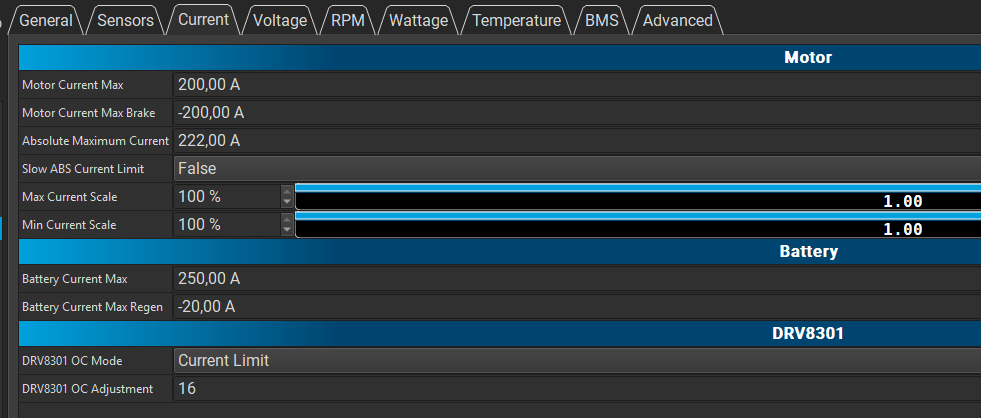 General Sensors Current Voltage RPM Wattage Temperature BMS Advanced
Motor
Motor Current Max 200,00 A
Motor Current Max Brake -200,00 A
Absolute Maximum Current 222,00 A
Slow ABS Current Limit False
Max Current Scale 100 % 1.00
Min Current Scale 100 % 1.00
Battery
Battery Current Max 250,00 A
Battery Current Max Regen -20,00 A
DRV8301
DRV8301 OC Mode Current Limit
DRV8301 OC Adjustment 16